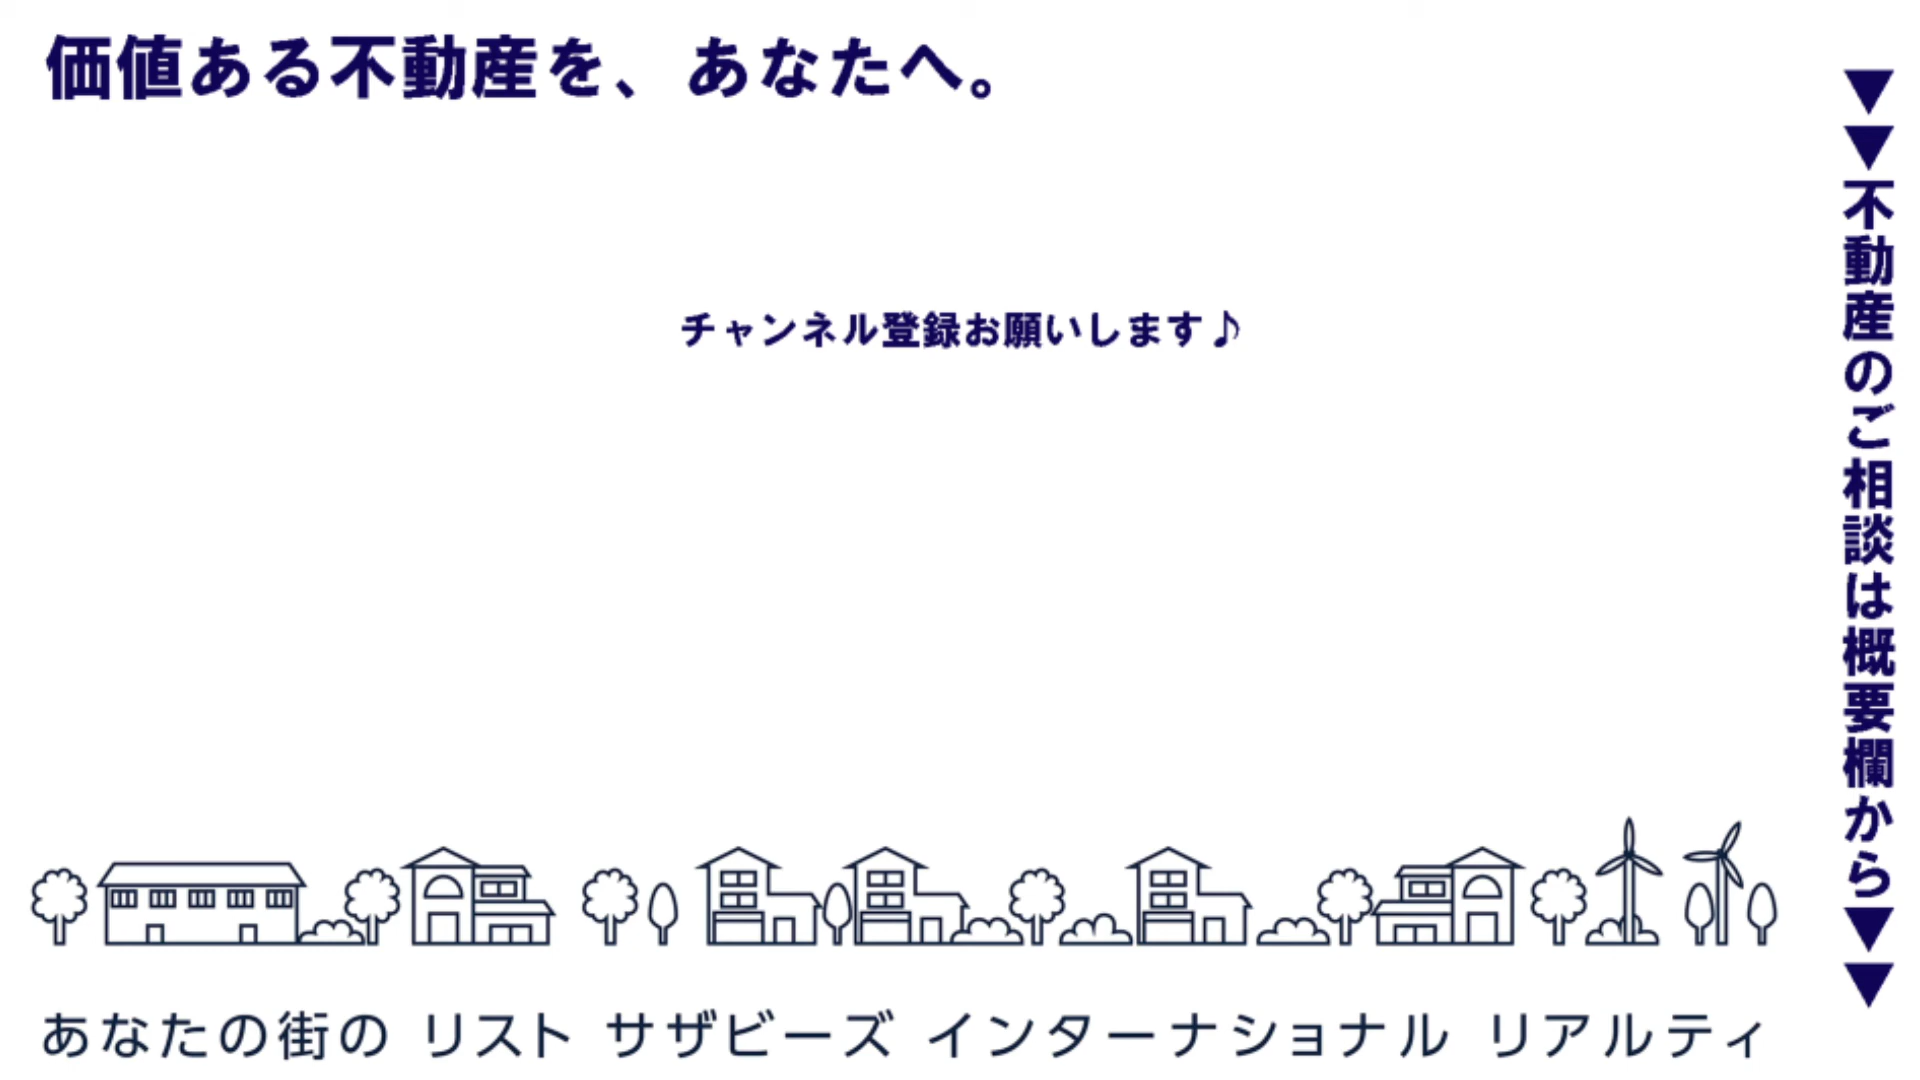 価値ある不動産を、あなたへ。
チャンネル登録お願いします♪
▼▼不動産のご相談は概要欄から▼▼
あなたの街の リスト サザビーズ インターナショナル リアルティ